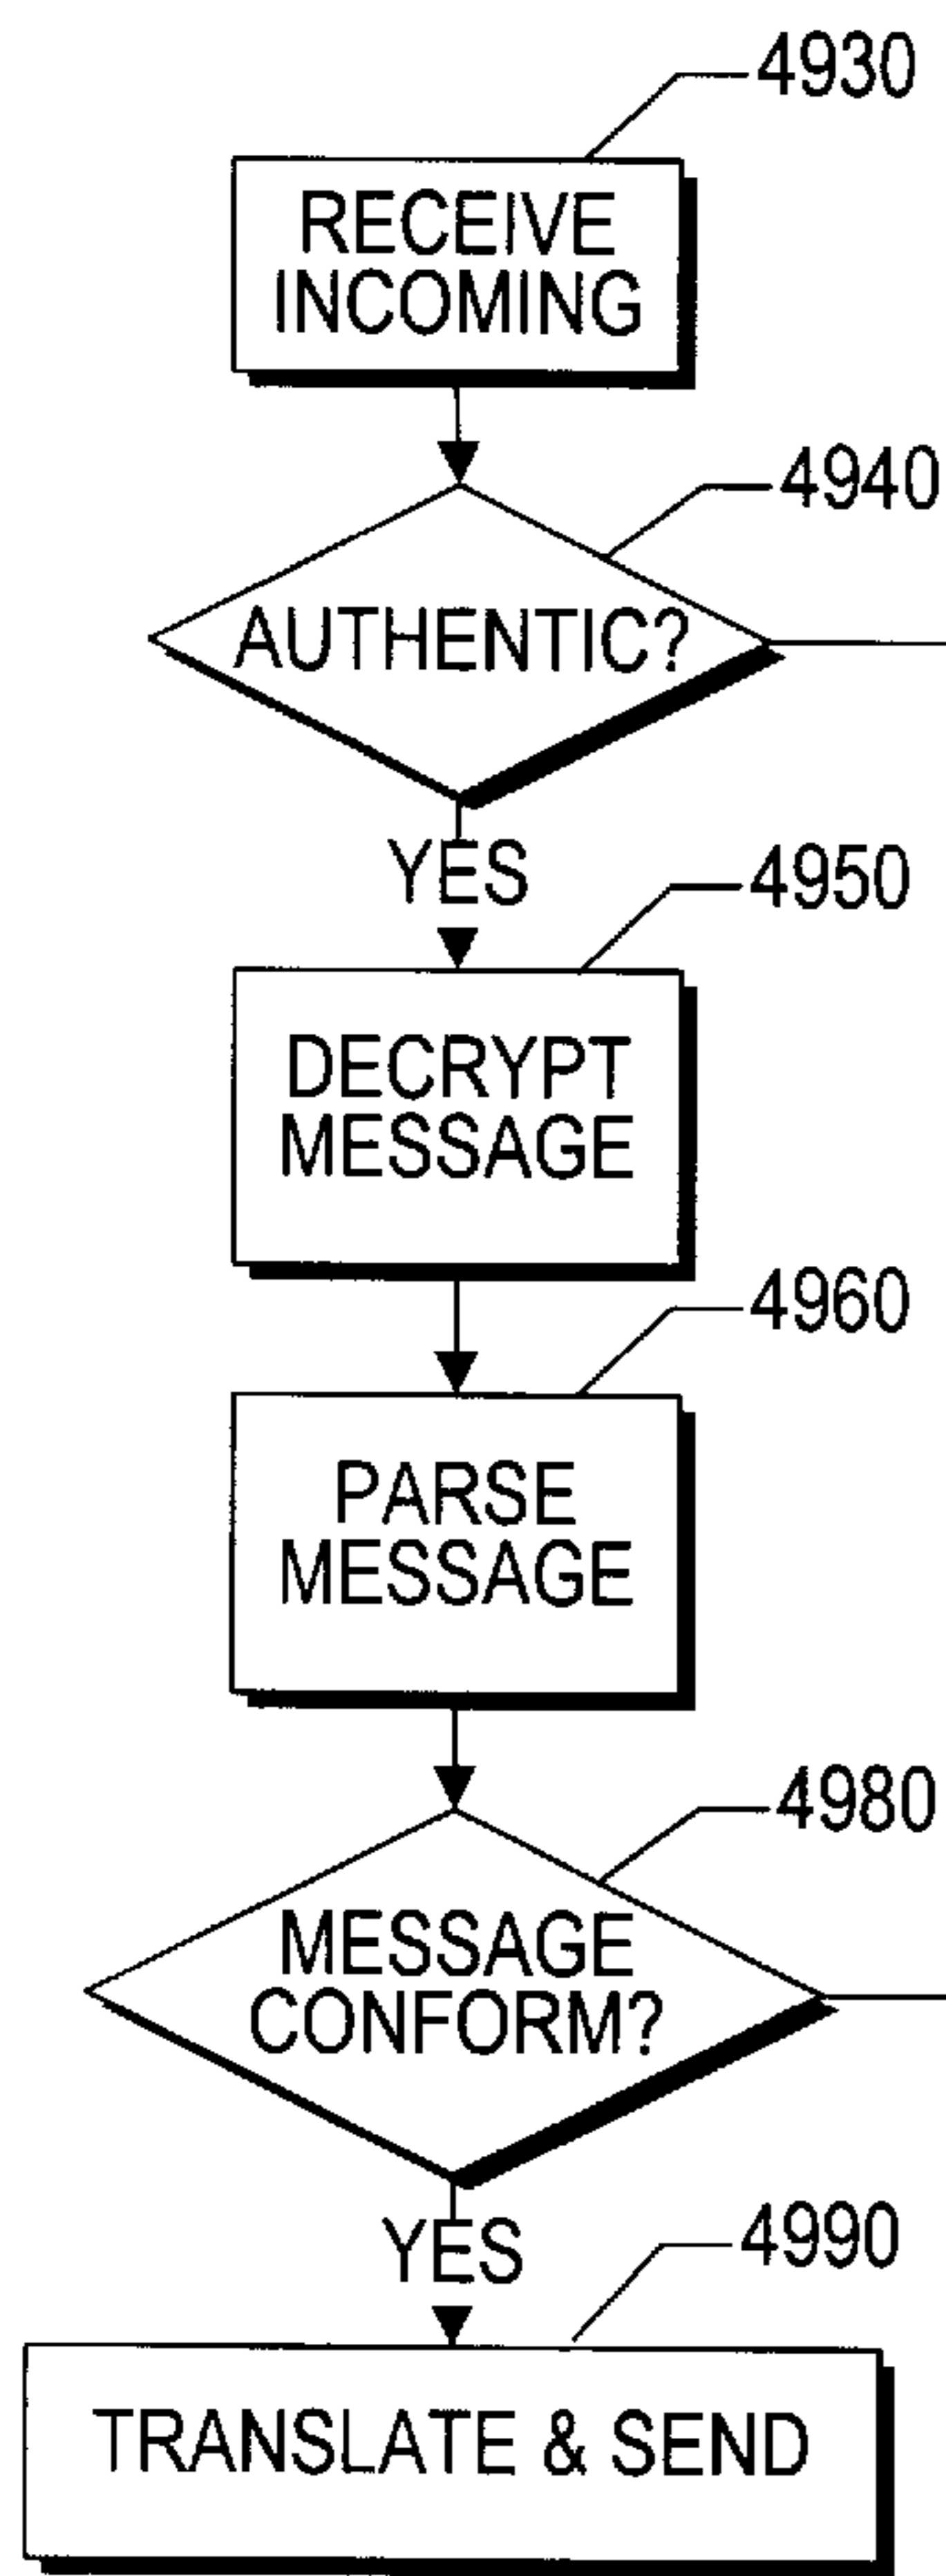 4930
RECEIVE
INCOMING
4940
AUTHENTIC?
YES
4950
DECRYPT
MESSAGE
4960
PARSE
MESSAGE
4980
MESSAGE
CONFORM?
YES
4990
TRANSLATE & SEND